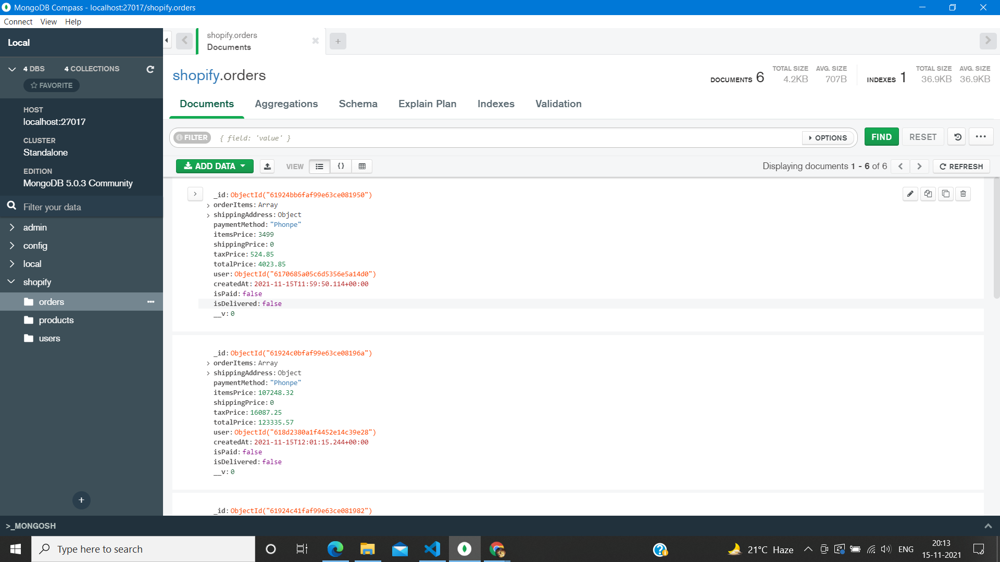 MongoDB Compass - localhost:27017/shopify.orders
Connect View Help
Local
4 DBS 4 COLLECTIONS
FAVORITE
HOST
localhost:27017
CLUSTER
Standalone
EDITION
MongoDB 5.0.3 Community
Filter your data
admin
config
local
shopify
orders
products
users
shopify.orders
Documents
shopify.orders
DOCUMENTS 6 TOTAL SIZE 4.2KB AVG. SIZE 707B INDEXES 1 TOTAL SIZE 36.9KB AVG. SIZE 36.9KB
Documents Aggregations Schema Explain Plan Indexes Validation
FILTER { field: 'value' } OPTIONS FIND RESET
ADD DATA VIEW {} Displaying documents 1 - 6 of 6 REFRESH
_id: ObjectId("61924bb6faf99e63ce081950")
orderItems: Array
shippingAddress: Object
paymentMethod: "Phonpe"
itemsPrice: 3499
shippingPrice: 0
taxPrice: 524.85
totalPrice: 4023.85
user: ObjectId("6170685a05c6d5356e5a14d0")
createdAt: 2021-11-15T11:59:50.114+00:00
isPaid: false
isDelivered: false
__v: 0
_id: ObjectId("61924c0bfaf99e63ce08196a")
orderItems: Array
shippingAddress: Object
paymentMethod: "Phonpe"
itemsPrice: 107248.32
shippingPrice: 0
taxPrice: 16087.25
totalPrice: 123335.57
user: ObjectId("618d2380a1f4452e14c39e28")
createdAt: 2021-11-15T12:01:15.244+00:00
isPaid: false
isDelivered: false
__v: 0
_id: ObjectId("61924c41faf99e63ce081982")
>_MONGOSH
Type here to search
21°C Haze
ENG
20:13
15-11-2021